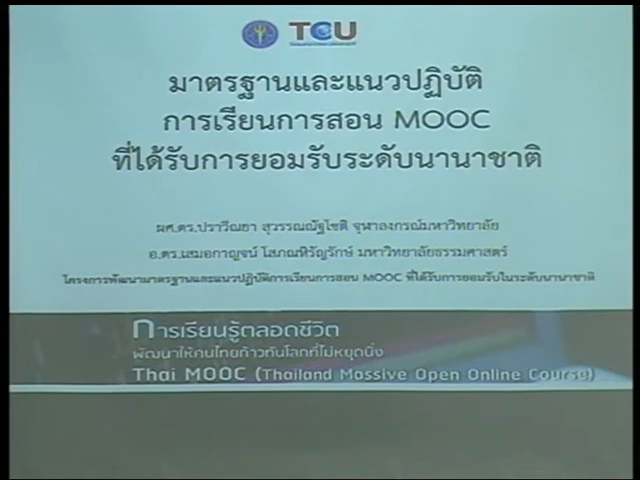 TCU
มาตรฐานและแนวปฏิบัติ
การเรียนการสอน MOOC
ที่ได้รับการยอมรับระดับนานาชาติ
ผศ.ดร.ปราวีณยา สุวรรณณัฐโชติ จุฬาลงกรณ์มหาวิทยาลัย
อ.ดร.เสมอกาญจน์ โสภณหิรัญรักษ์ มหาวิทยาลัยธรรมศาสตร์
โครงการพัฒนามาตรฐานและแนวปฏิบัติการเรียนการสอน MOOC ที่ได้รับการยอมรับในระดับนานาชาติ
การเรียนรู้ตลอดชีวิต
พัฒนาให้คนไทยก้าวทันโลกที่ไม่หยุดนิ่ง
Thai MOOC (Thailand Massive Open Online Course)